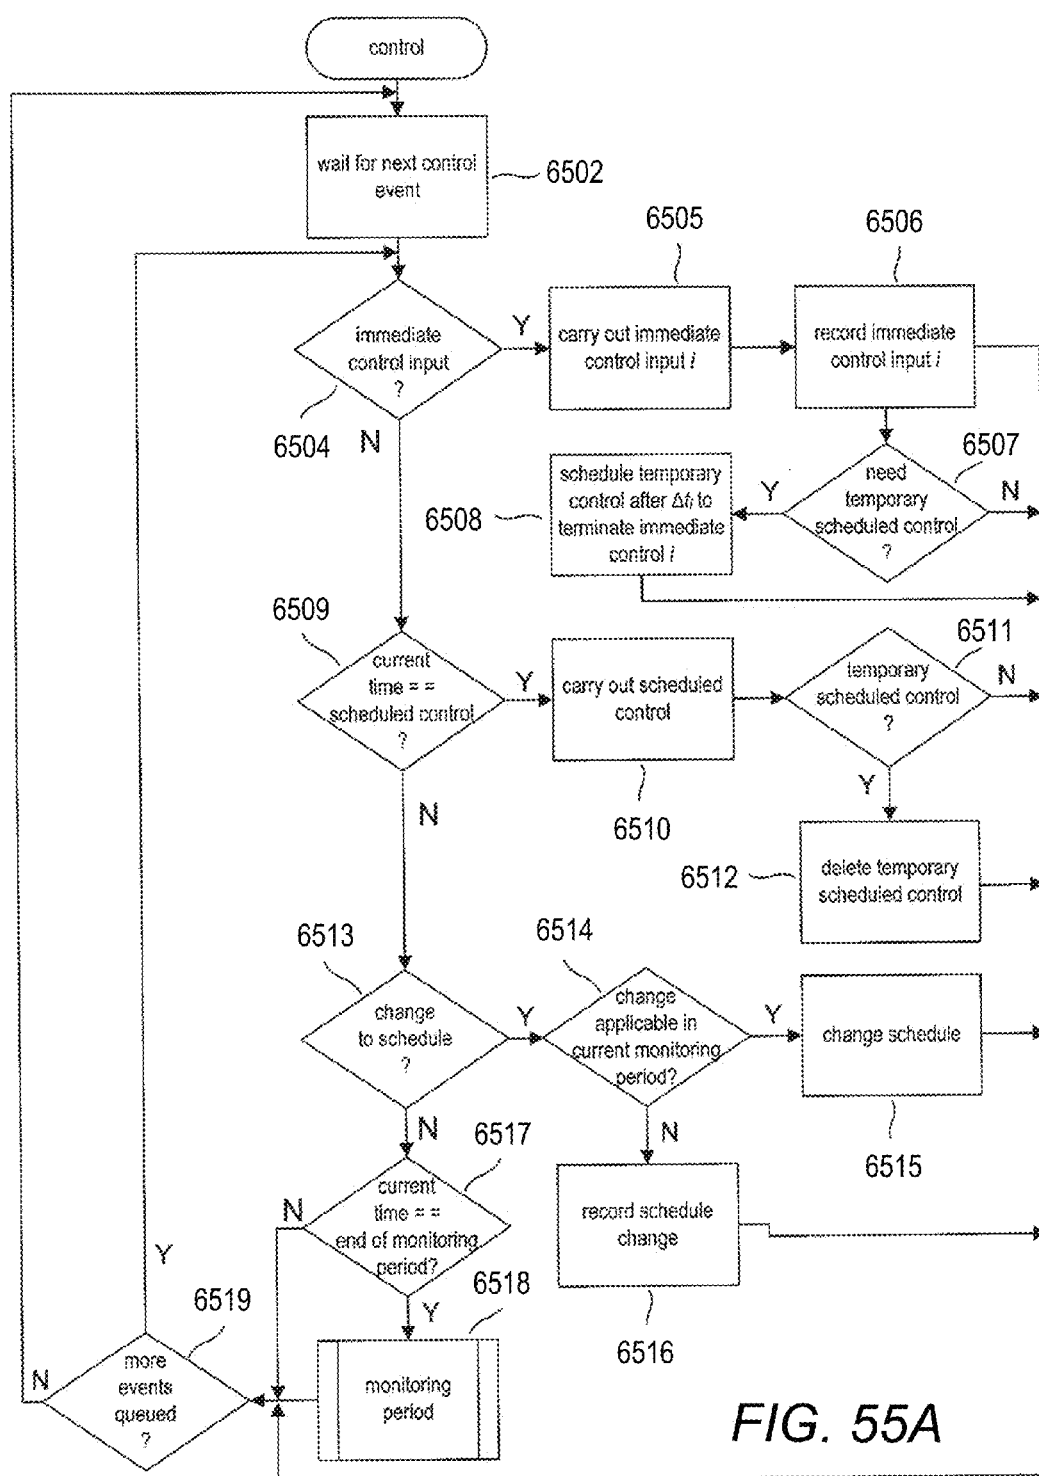 control
wait for next control
event
6502
6505
6506
immediate
control input
?
Y
carry out immediate
control input i
record immediate
control input i
6504
N
6507
schedule temporary
control after Δtᵢ to
terminate immediate
control i
6508
Y
need
temporary
scheduled control
?
N
6509
current
time = =
scheduled control
?
Y
carry out scheduled
control
6511
temporary
scheduled control
?
N
N
6510
Y
6512
delete temporary
scheduled control
6513
6514
change
to schedule
?
Y
change
applicable in
current monitoring
period?
Y
change schedule
N
6517
N
6515
current
time = =
end of monitoring
period?
N
record schedule
change
Y
6518
Y
6519
6516
more
events
queued
?
N
monitoring
period
FIG. 55A